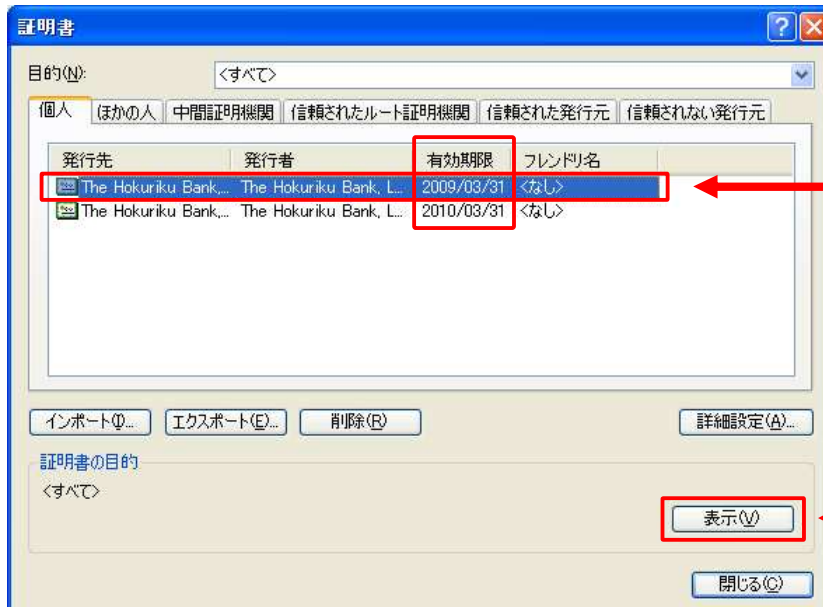 証明書
目的(N): <すべて>
個人 ほかの人 中間証明機関 信頼されたルート証明機関 信頼された発行元 信頼されない発行元
発行先 発行者 有効期限 フレンドリ名
The Hokuriku Bank,... The Hokuriku Bank, L... 2009/03/31 <なし>
The Hokuriku Bank,... The Hokuriku Bank, L... 2010/03/31 <なし>
インポート(I)... エクスポート(E)... 削除(R) 詳細設定(A)...
証明書の目的
<すべて>
表示(V)
閉じる(C)